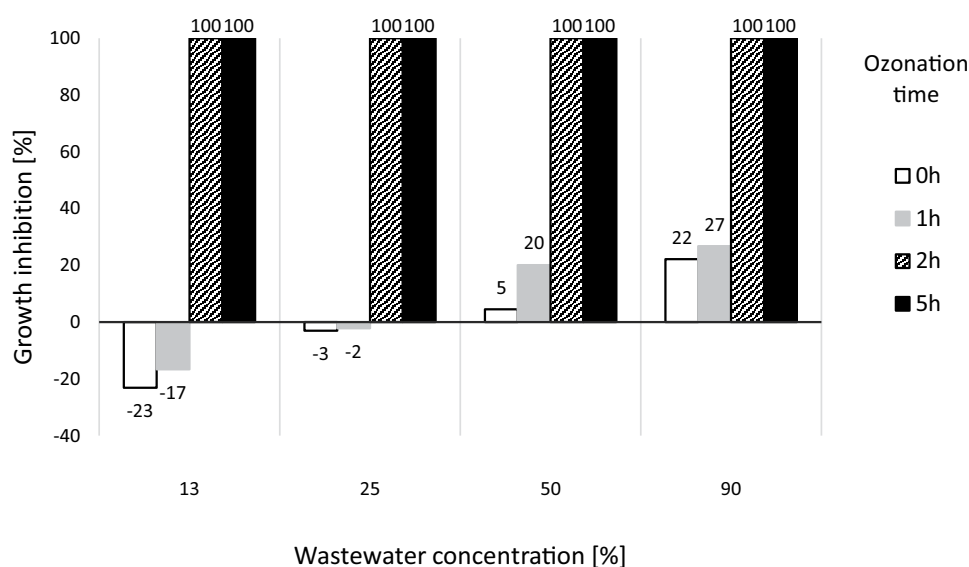 100 100 100 100 100 100 100 100
100
80
60
40
20
0
-20
-40
Growth inhibition [%]
-23
-17
-3
-2
5
20
22
27
13 25 50 90
Wastewater concentration [%]
Ozonation
time
0h
1h
2h
5h